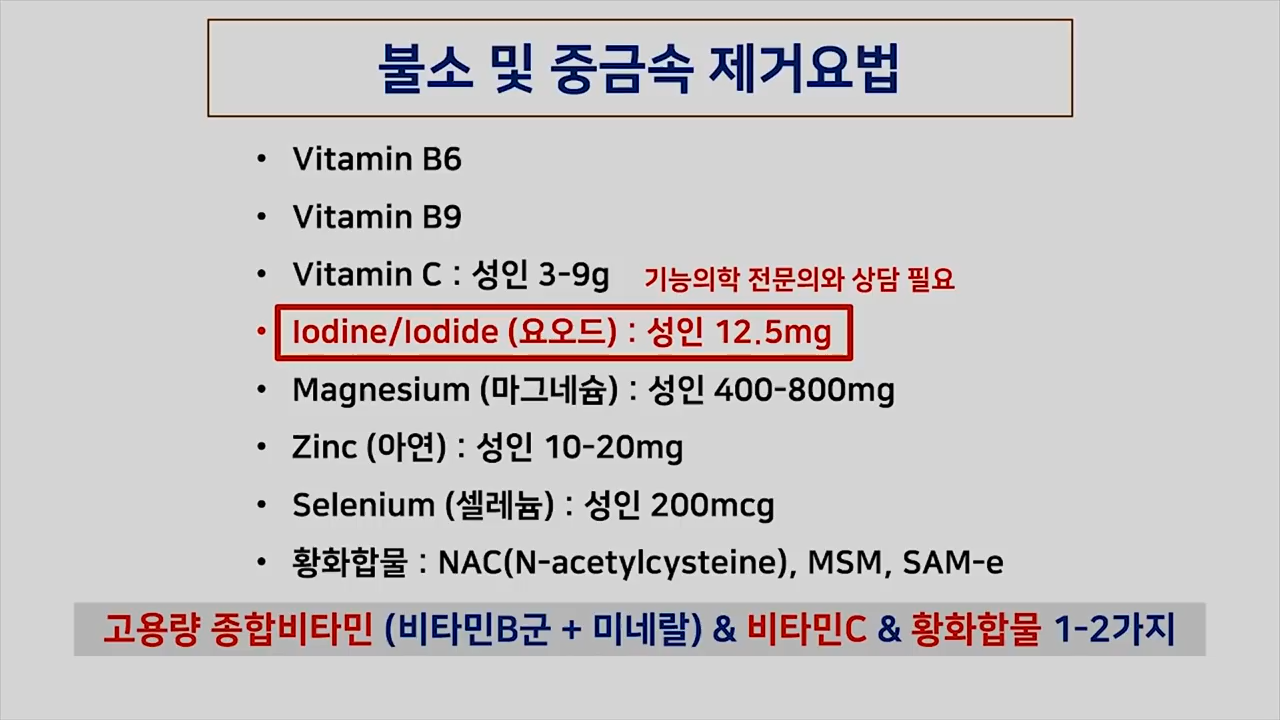 불소 및 중금속 제거요법
• Vitamin B6
• Vitamin B9
• Vitamin C : 성인 3-9g 기능의학 전문의와 상담 필요
• Iodine/Iodide (요오드) : 성인 12.5mg
• Magnesium (마그네슘) : 성인 400-800mg
• Zinc (아연) : 성인 10-20mg
• Selenium (셀레늄) : 성인 200mcg
• 황화합물 : NAC(N-acetylcysteine), MSM, SAM-e
고용량 종합비타민 (비타민B군 + 미네랄) & 비타민C & 황화합물 1-2가지